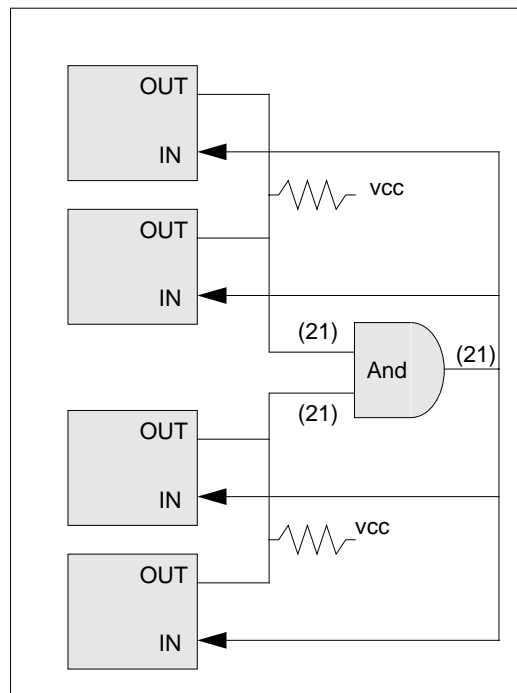 OUT
IN
vcc
OUT
IN
(21)
And
(21)
(21)
OUT
IN
vcc
OUT
IN